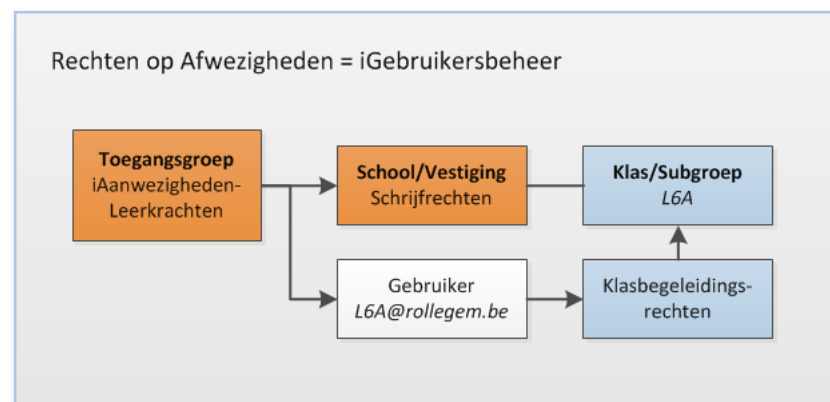 Rechten op Afwezigheden = iGebruikersbeheer
Toegangsgroep
iAanwezigheden-
Leerkrachten
School/Vestiging
Schrijfrechten
Klas/Subgroep
L6A
Gebruiker
L6A@rollegem.be
Klasbegeleidings-
rechten